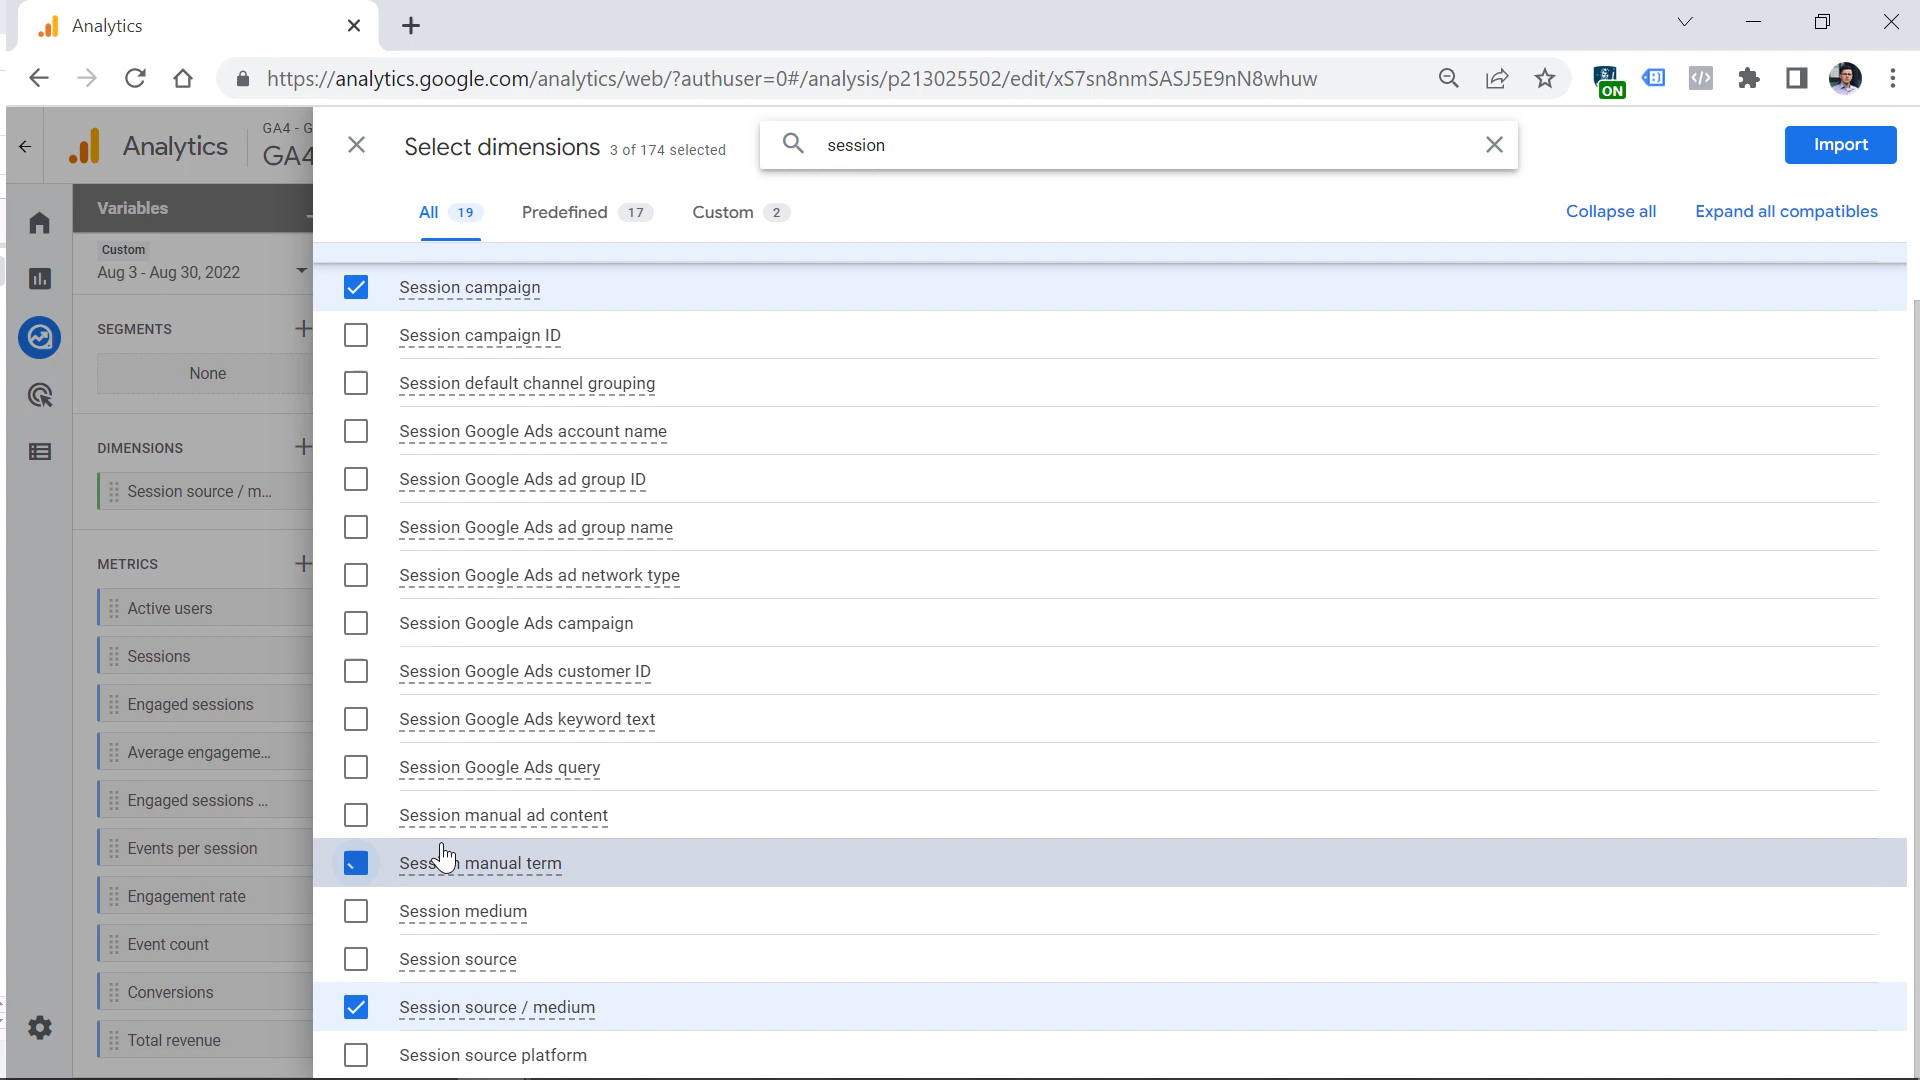 Analytics
https://analytics.google.com/analytics/web/?authuser=0#/analysis/p213025502/edit/xS7sn8nmSASJ5E9nN8whuw
ON
Analytics
GA4 - G
GA4
Select dimensions 3 of 174 selected
session
Import
All 19
Predefined 17
Custom 2
Collapse all
Expand all compatibles
Variables
Custom
Aug 3 - Aug 30, 2022
SEGMENTS
None
DIMENSIONS
Session source / m...
METRICS
Active users
Sessions
Engaged sessions
Average engageme...
Engaged sessions ...
Events per session
Engagement rate
Event count
Conversions
Total revenue
Session campaign
Session campaign ID
Session default channel grouping
Session Google Ads account name
Session Google Ads ad group ID
Session Google Ads ad group name
Session Google Ads ad network type
Session Google Ads campaign
Session Google Ads customer ID
Session Google Ads keyword text
Session Google Ads query
Session manual ad content
Session manual term
Session medium
Session source
Session source / medium
Session source platform